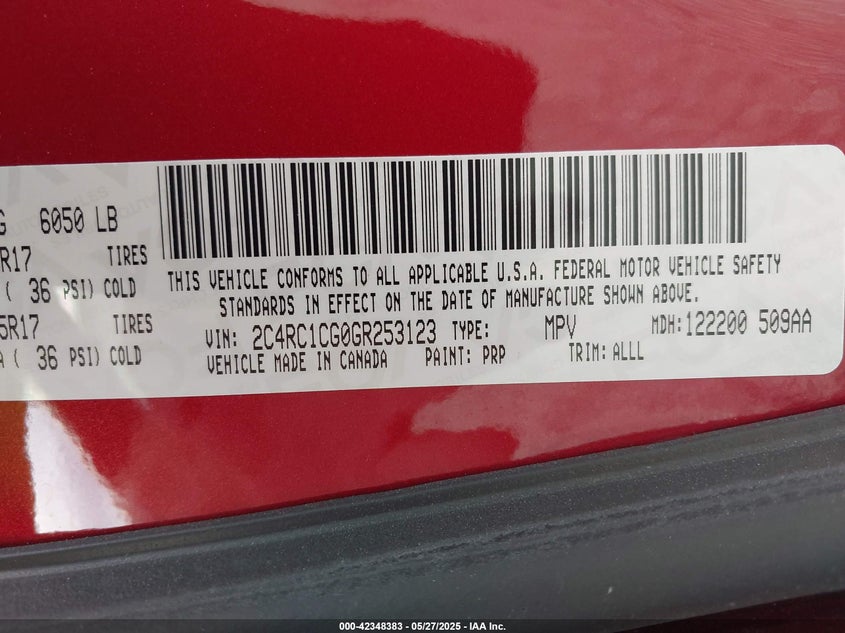 G 6050 LB
R17 TIRES
( 36 PSI) COLD
5R17 TIRES
A ( 36 PSI) COLD
THIS VEHICLE CONFORMS TO ALL APPLICABLE U.S.A. FEDERAL MOTOR VEHICLE SAFETY
STANDARDS IN EFFECT ON THE DATE OF MANUFACTURE SHOWN ABOVE.
VIN: 2C4RC1CG0GR253123 TYPE: MPV MDH: 122200 509AA
VEHICLE MADE IN CANADA PAINT: PRP TRIM: ALLL
000-42348383 — 05/27/2025 — IAA Inc.